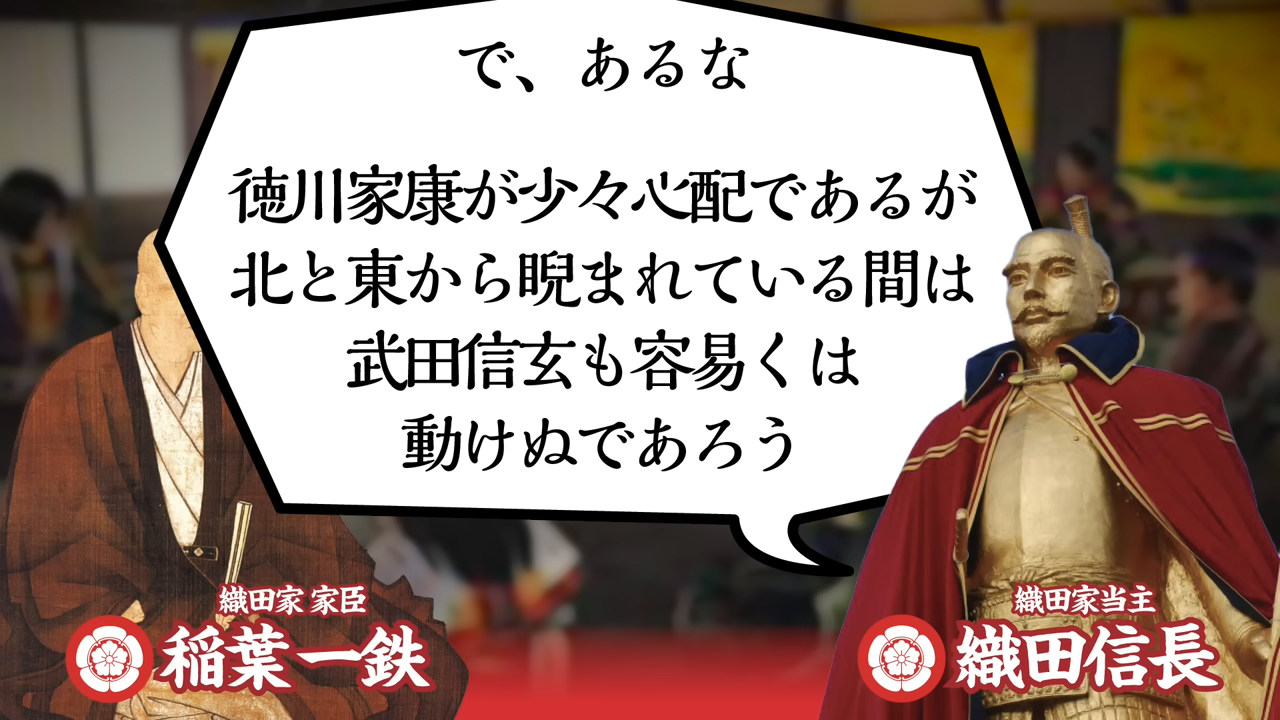 で、あるな
徳川家康が少々心配であるが
北と東から睨まれている間は
武田信玄も容易くは
動けぬであろう
織田家 家臣
稲葉一鉄
織田家当主
織田信長